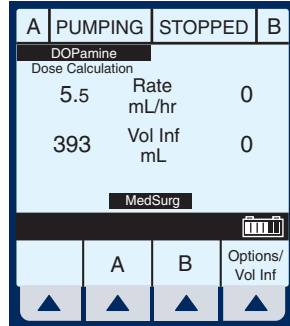 A PUMPING STOPPED B
DOPamine
Dose Calculation
5.5 Rate mL/hr 0
393 Vol Inf mL 0
MedSurg
A B Options/ Vol Inf